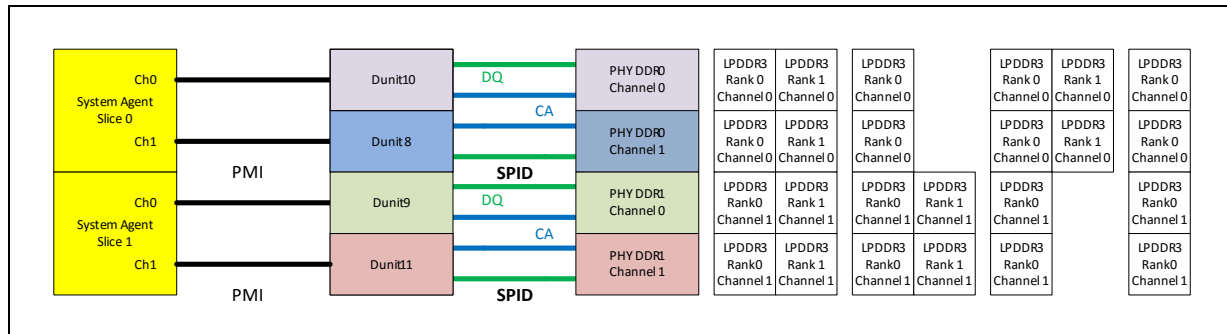 Ch0
System Agent
Slice 0
Ch1
PMI
Ch0
System Agent
Slice 1
Ch1
PMI
Dunit10
Dunit 8
Dunit9
Dunit11
DQ
CA
SPID
DQ
CA
SPID
PHY DDR0
Channel 0
PHY DDR0
Channel 1
PHY DDR1
Channel 0
PHY DDR1
Channel 1
LPDDR3 LPDDR3 LPDDR3 LPDDR3 LPDDR3 LPDDR3
Rank 0 Rank 1 Rank 0 Rank 0 Rank 1 Rank 0
Channel 0 Channel 0 Channel 0 Channel 0 Channel 0 Channel 0
LPDDR3 LPDDR3 LPDDR3 LPDDR3 LPDDR3 LPDDR3
Rank 0 Rank 1 Rank 0 Rank 0 Rank 1 Rank 0
Channel 0 Channel 0 Channel 0 Channel 0 Channel 0 Channel 0
LPDDR3 LPDDR3 LPDDR3 LPDDR3 LPDDR3 LPDDR3
Rank0 Rank 1 Rank0 Rank 1 Rank0 Rank0
Channel 1 Channel 1 Channel 1 Channel 1 Channel 1 Channel 1
LPDDR3 LPDDR3 LPDDR3 LPDDR3 LPDDR3 LPDDR3
Rank0 Rank 1 Rank0 Rank 1 Rank0 Rank0
Channel 1 Channel 1 Channel 1 Channel 1 Channel 1 Channel 1